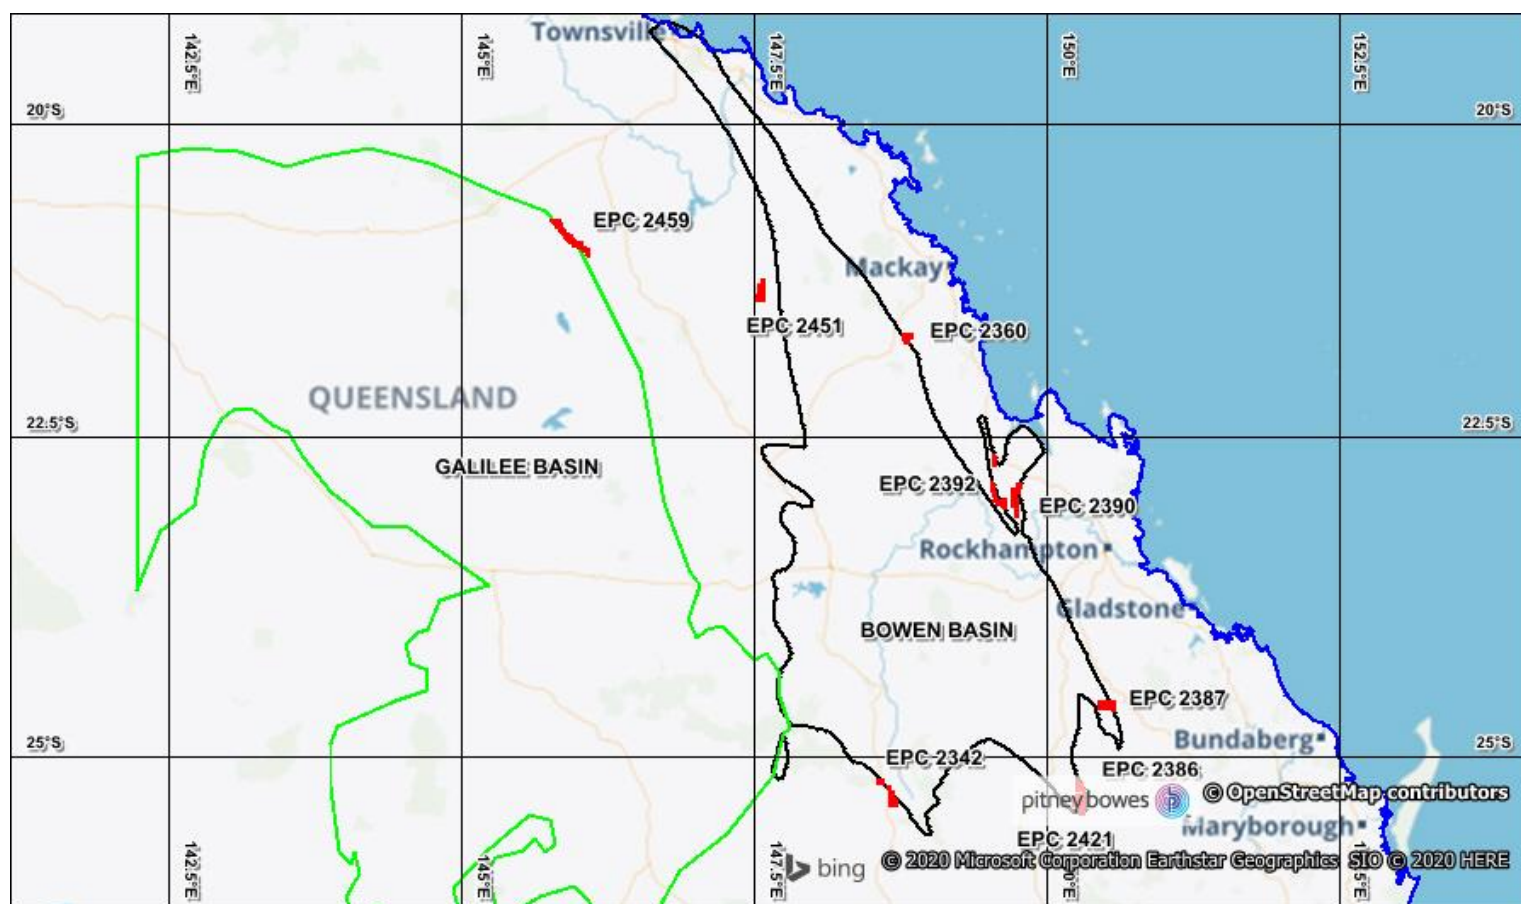 Townsville
142.5°E
145°E
147.5°E
150°E
152.5°E
20°S
20°S
EPC 2459
Mackay
EPC 2451
EPC 2360
QUEENSLAND
22.5°S
22.5°S
GALILEE BASIN
EPC 2392
EPC 2390
Rockhampton
Gladstone
BOWEN BASIN
EPC 2387
Bundaberg
25°S
25°S
EPC 2342
EPC 2386
pitney bowes
© OpenStreetMap contributors
Maryborough
EPC 2421
bing
© 2020 Microsoft Corporation Earthstar Geographics SIO © 2020 HERE
142.5°E
145°E
147.5°E